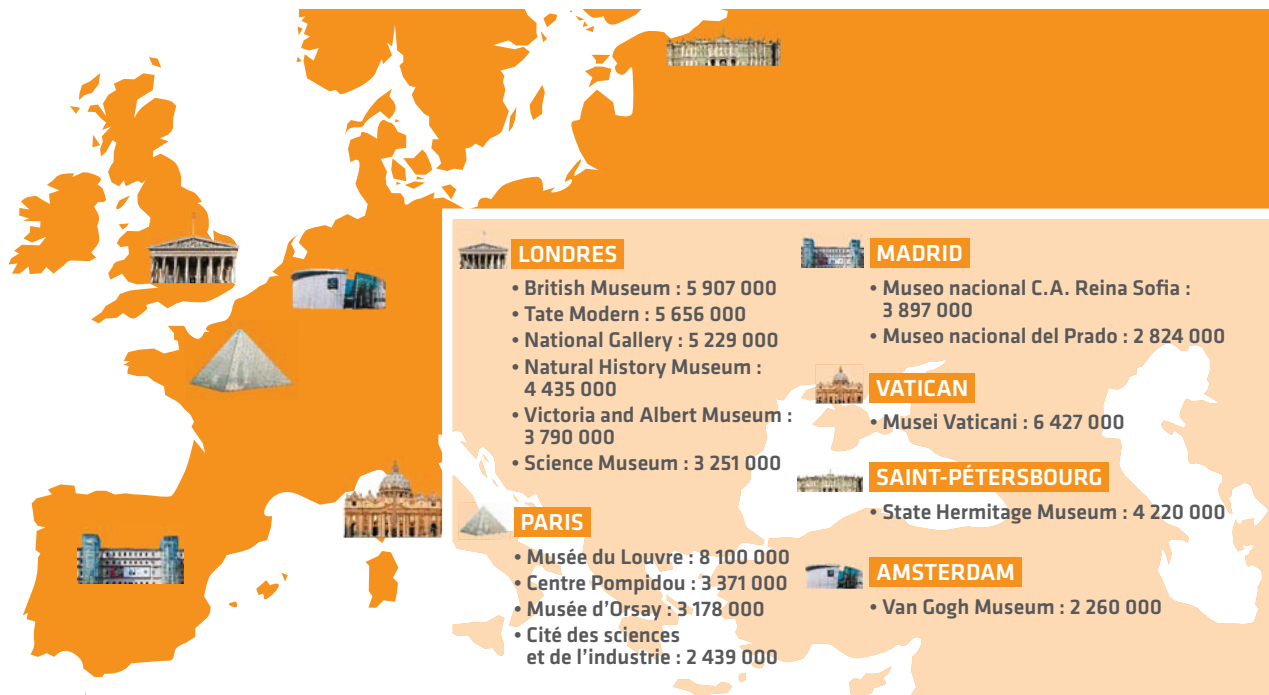 LONDRES
• British Museum : 5 907 000
• Tate Modern : 5 656 000
• National Gallery : 5 229 000
• Natural History Museum :
4 435 000
• Victoria and Albert Museum :
3 790 000
• Science Museum : 3 251 000
PARIS
• Musée du Louvre : 8 100 000
• Centre Pompidou : 3 371 000
• Musée d’Orsay : 3 178 000
• Cité des sciences
et de l’industrie : 2 439 000
MADRID
• Museo nacional C.A. Reina Sofia :
3 897 000
• Museo nacional del Prado : 2 824 000
VATICAN
• Musei Vaticani : 6 427 000
SAINT-PÉTERSBOURG
• State Hermitage Museum : 4 220 000
AMSTERDAM
• Van Gogh Museum : 2 260 000